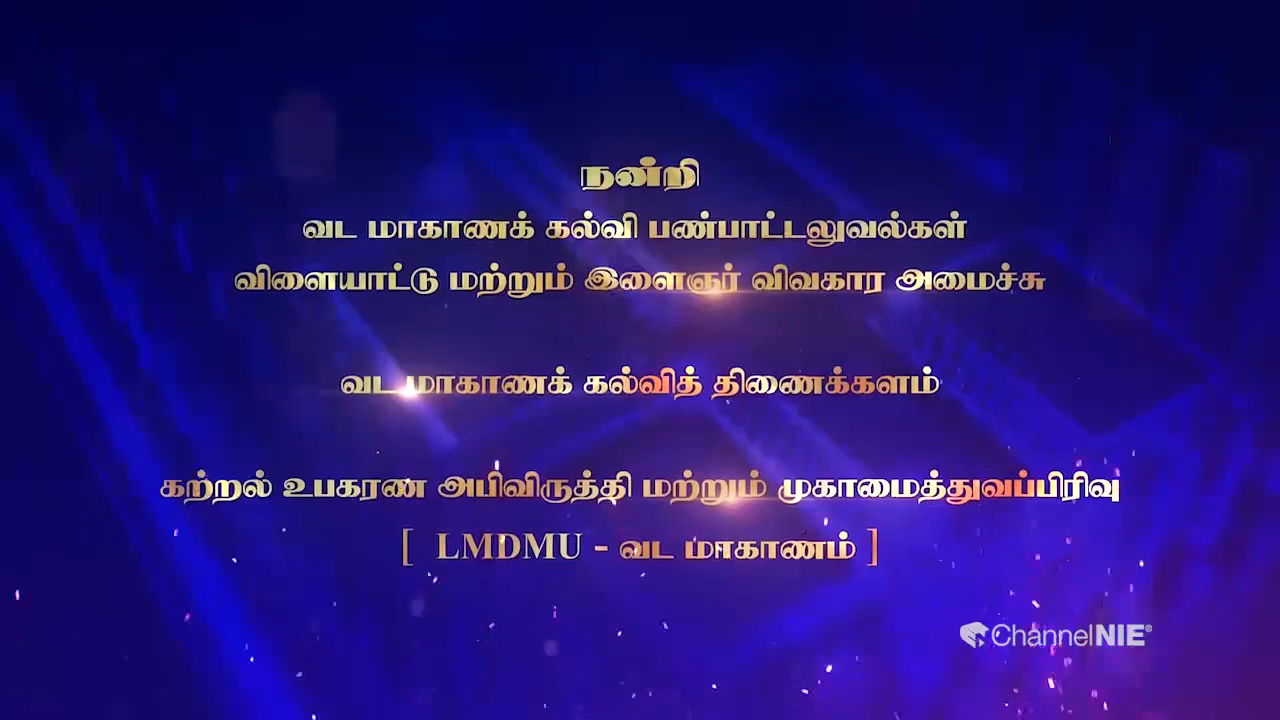 நன்றி
வட மாகாணக் கல்வி பண்பாட்டலுவல்கள்
விளையாட்டு மற்றும் இளைஞர் விவகார அமைச்சு
வட மாகாணக் கல்வித் திணைக்களம்
கற்றல் உபகரண அபிவிருத்தி மற்றும் முகாமைத்துவப்பிரிவு
[ LMDMU - வட மாகாணம் ]
ChannelNIE®